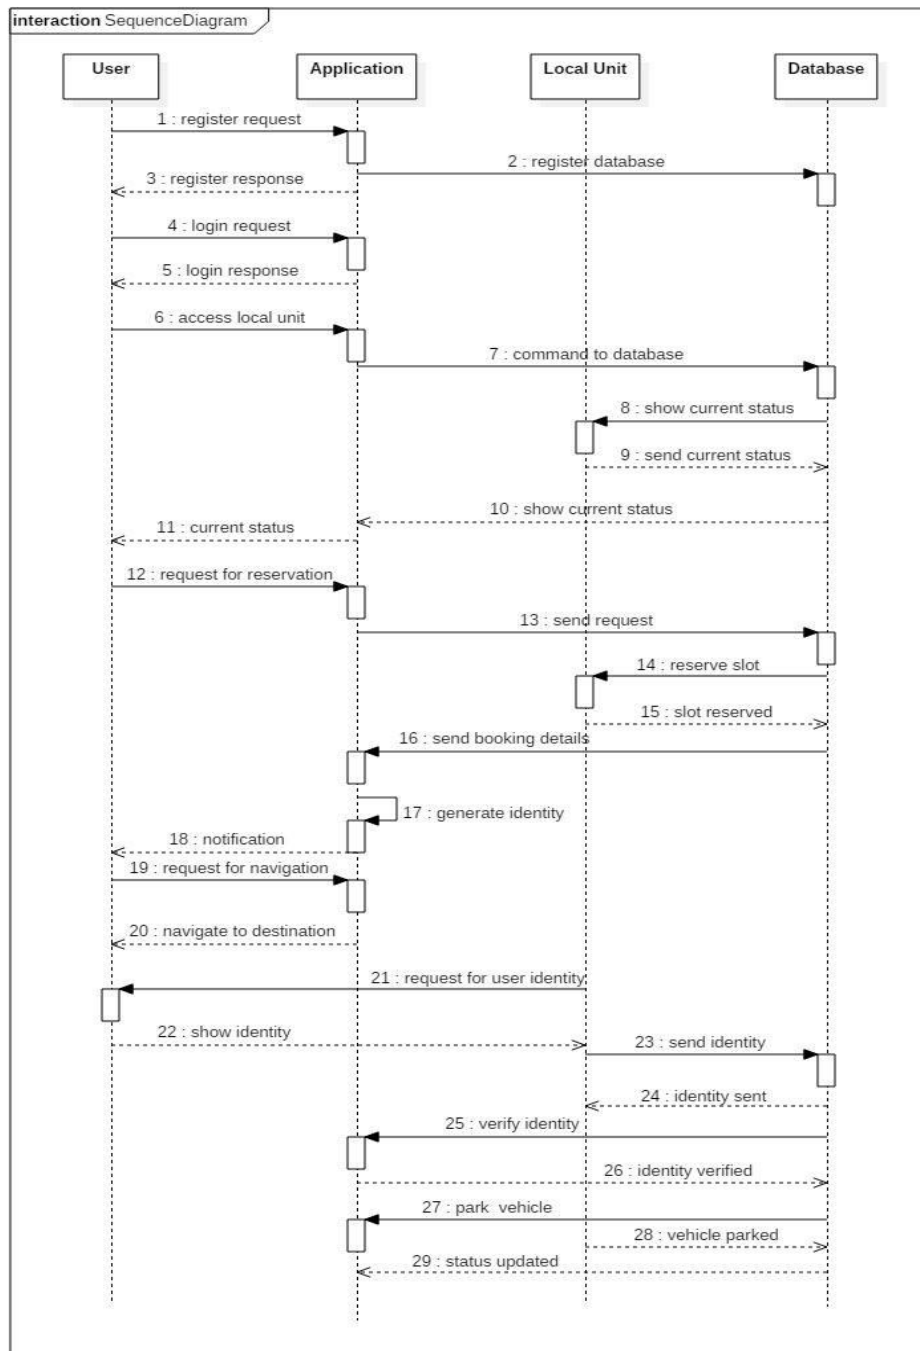 interaction SequenceDiagram
User
Application
Local Unit
Database
1 : register request
2 : register database
3 : register response
4 : login request
5 : login response
6 : access local unit
7 : command to database
8 : show current status
9 : send current status
10 : show current status
11 : current status
12 : request for reservation
13 : send request
14 : reserve slot
15 : slot reserved
16 : send booking details
17 : generate identity
18 : notification
19 : request for navigation
20 : navigate to destination
21 : request for user identity
22 : show identity
23 : send identity
24 : identity sent
25 : verify identity
26 : identity verified
27 : park  vehicle
28 : vehicle parked
29 : status updated